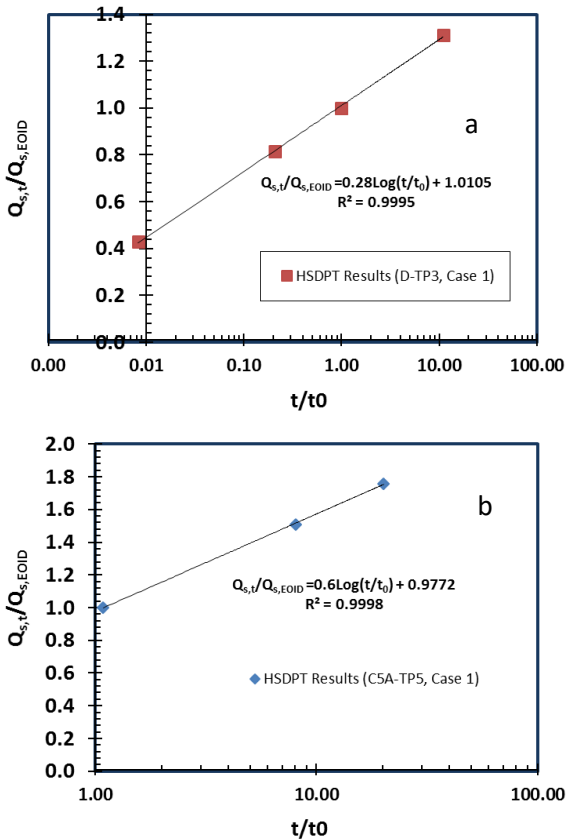 1.4
1.2
1.0
0.8
0.6
0.4
0.2
0.0
Qs,t/Qs,EOID
a
Qs,t/Qs,EOID =0.28Log(t/t0) + 1.0105
R² = 0.9995
HSDPT Results (D-TP3, Case 1)
0.00 0.01 0.10 1.00 10.00 100.00
t/t0
2.0
1.8
1.6
1.4
1.2
1.0
0.8
0.6
0.4
0.2
0.0
Qs,t/Qs,EOID
b
Qs,t/Qs,EOID =0.6Log(t/t0) + 0.9772
R² = 0.9998
HSDPT Results (C5A-TP5, Case 1)
1.00 10.00 100.00
t/t0